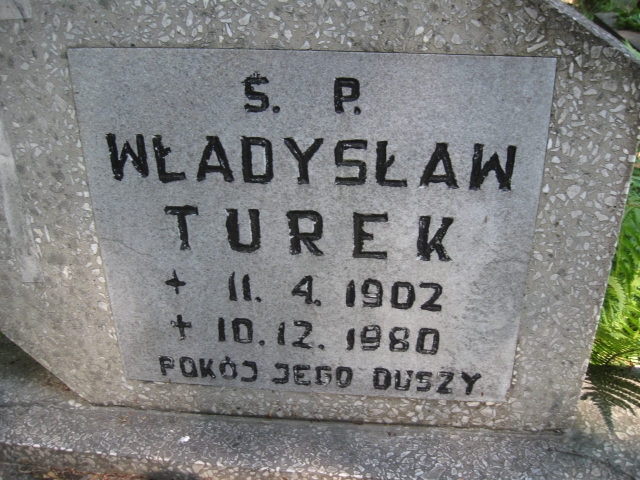 Ś. P.
WŁADYSŁAW
TUREK
+ 11. 4. 1902
+ 10. 12. 1980
POKÓJ JEGO DUSZY